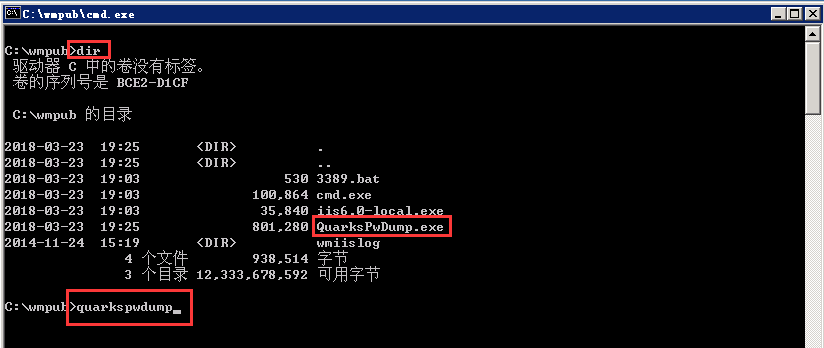 C:\wmpub\cmd.exe
C:\wmpub>dir
驱动器 C 中的卷没有标签。
卷的序列号是 BCE2-D1CF
C:\wmpub 的目录
2018-03-23  19:25    <DIR>          .
2018-03-23  19:25    <DIR>          ..
2018-03-23  19:03               530 3389.bat
2018-03-23  19:03           100,864 cmd.exe
2018-03-23  19:03            35,840 iis6.0-local.exe
2018-03-23  19:25           801,280 QuarksPwDump.exe
2014-11-24  15:19    <DIR>          wmiislog
4 个文件        938,514 字节
3 个目录 12,333,678,592 可用字节
C:\wmpub>quarkspwdump_